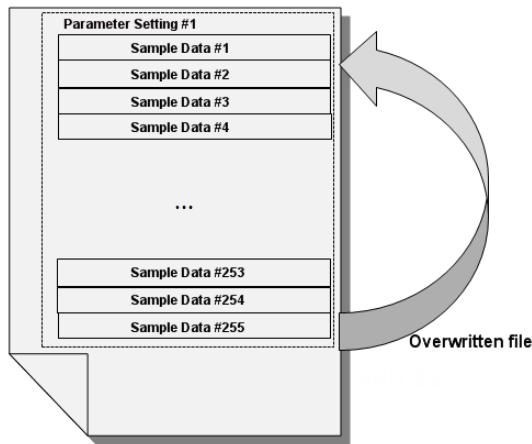 Parameter Setting #1
Sample Data #1
Sample Data #2
Sample Data #3
Sample Data #4
...
Sample Data #253
Sample Data #254
Sample Data #255
Overwritten file